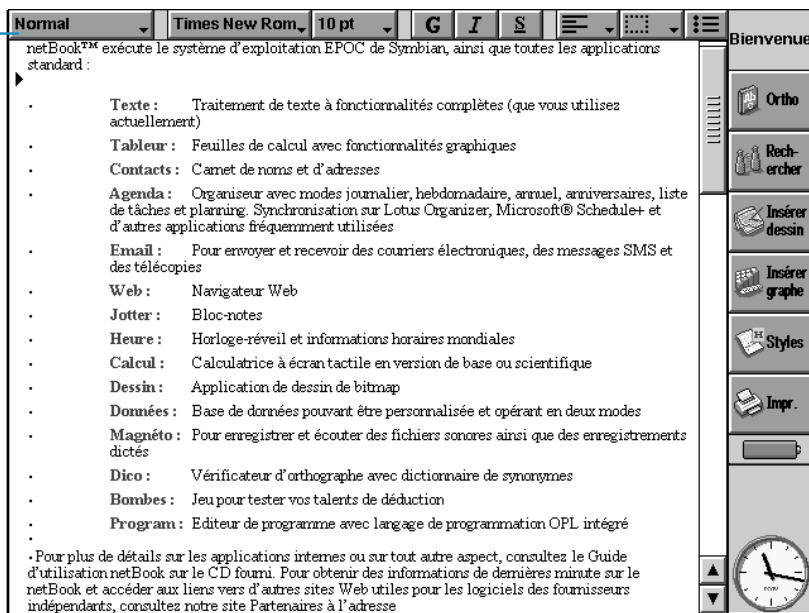 Normal
Times New Rom
10 pt
G
I
S
Bienvenue
netBook™ exécute le système d'exploitation EPOC de Symbian, ainsi que toutes les applications
standard :
· Texte : Traitement de texte à fonctionnalités complètes (que vous utilisez
actuellement)
· Tableur : Feuilles de calcul avec fonctionnalités graphiques
· Contacts : Carnet de noms et d'adresses
· Agenda : Organiseur avec modes journalier, hebdomadaire, annuel, anniversaires, liste
de tâches et planning. Synchronisation sur Lotus Organizer, Microsoft® Schedule+ et
d'autres applications fréquemment utilisées
· Email : Pour envoyer et recevoir des courriers électroniques, des messages SMS et
des télécopies
· Web : Navigateur Web
· Jotter : Bloc-notes
· Heure : Horloge-réveil et informations horaires mondiales
· Calcul : Calculatrice à écran tactile en version de base ou scientifique
· Dessin : Application de dessin de bitmap
· Données : Base de données pouvant être personnalisée et opérant en deux modes
· Magnéto : Pour enregistrer et écouter des fichiers sonores ainsi que des enregistrements
dictés
· Dico : Vérificateur d'orthographe avec dictionnaire de synonymes
· Bombes : Jeu pour tester vos talents de déduction
· Program : Editeur de programme avec langage de programmation OPL intégré
·
· Pour plus de détails sur les applications internes ou sur tout autre aspect, consultez le Guide
d'utilisation netBook sur le CD fourni. Pour obtenir des informations de dernières minute sur le
netBook et accéder aux liens vers d'autres sites Web utiles pour les logiciels des fournisseurs
indépendants, consultez notre site Partenaires à l'adresse
Ortho
Rech-
ercher
Insérer
dessin
Insérer
graphe
Styles
Impr.